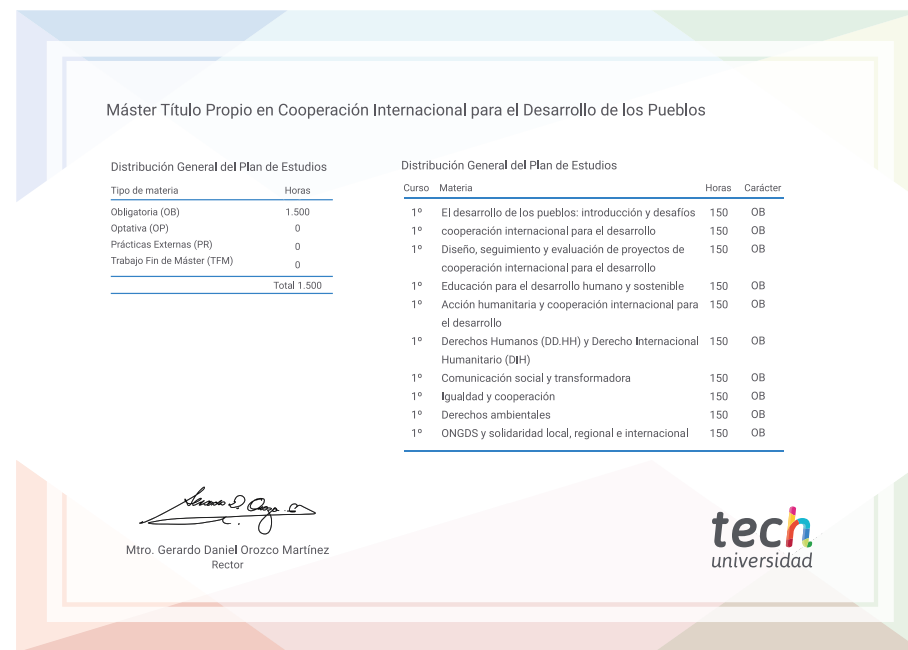 Máster Título Propio en Cooperación Internacional para el Desarrollo de los Pueblos
Distribución General del Plan de Estudios
Tipo de materia Horas
Obligatoria (OB) 1.500
Optativa (OP) 0
Prácticas Externas (PR) 0
Trabajo Fin de Máster (TFM) 0
Total 1.500
Distribución General del Plan de Estudios
Curso Materia Horas Carácter
1º El desarrollo de los pueblos: introducción y desafíos 150 OB
1º cooperación internacional para el desarrollo 150 OB
1º Diseño, seguimiento y evaluación de proyectos de 150 OB
cooperación internacional para el desarrollo
1º Educación para el desarrollo humano y sostenible 150 OB
1º Acción humanitaria y cooperación internacional para 150 OB
el desarrollo
1º Derechos Humanos (DD.HH) y Derecho Internacional 150 OB
Humanitario (DIH)
1º Comunicación social y transformadora 150 OB
1º Igualdad y cooperación 150 OB
1º Derechos ambientales 150 OB
1º ONGDS y solidaridad local, regional e internacional 150 OB
Mtro. Gerardo Daniel Orozco Martínez
Rector
tech
universidad